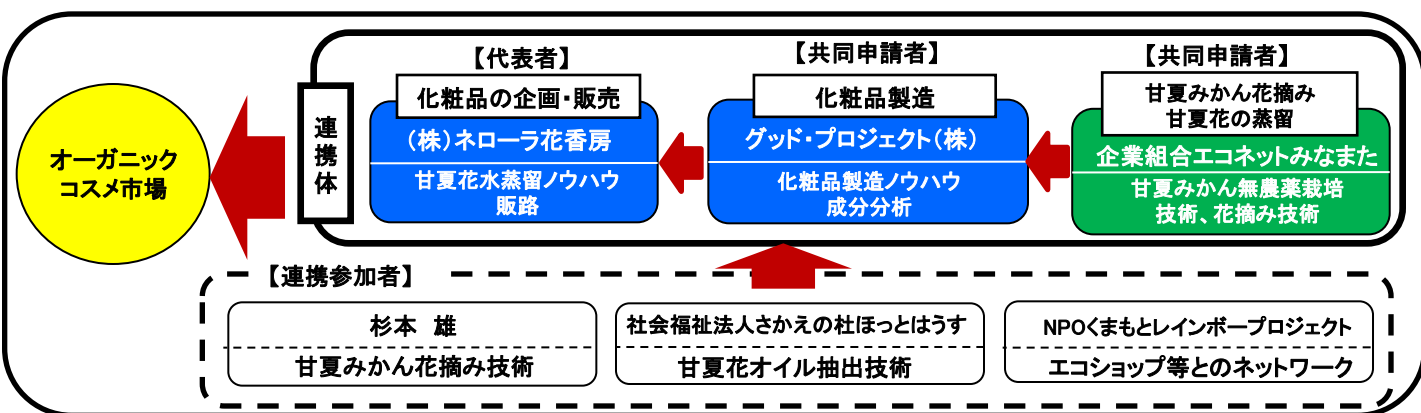 オーガニック
コスメ市場
連携体
【代表者】
化粧品の企画・販売
(株)ネローラ花香房
甘夏花水蒸留ノウハウ
販路
【共同申請者】
化粧品製造
グッド・プロジェクト(株)
化粧品製造ノウハウ
成分分析
【共同申請者】
甘夏みかん花摘み
甘夏花の蒸留
企業組合エコネットみなまた
甘夏みかん無農薬栽培
技術、花摘み技術
【連携参加者】
杉本 雄
甘夏みかん花摘み技術
社会福祉法人さかえの杜ほっとはうす
甘夏花オイル抽出技術
NPOくまもとレインボープロジェクト
エコショップ等とのネットワーク